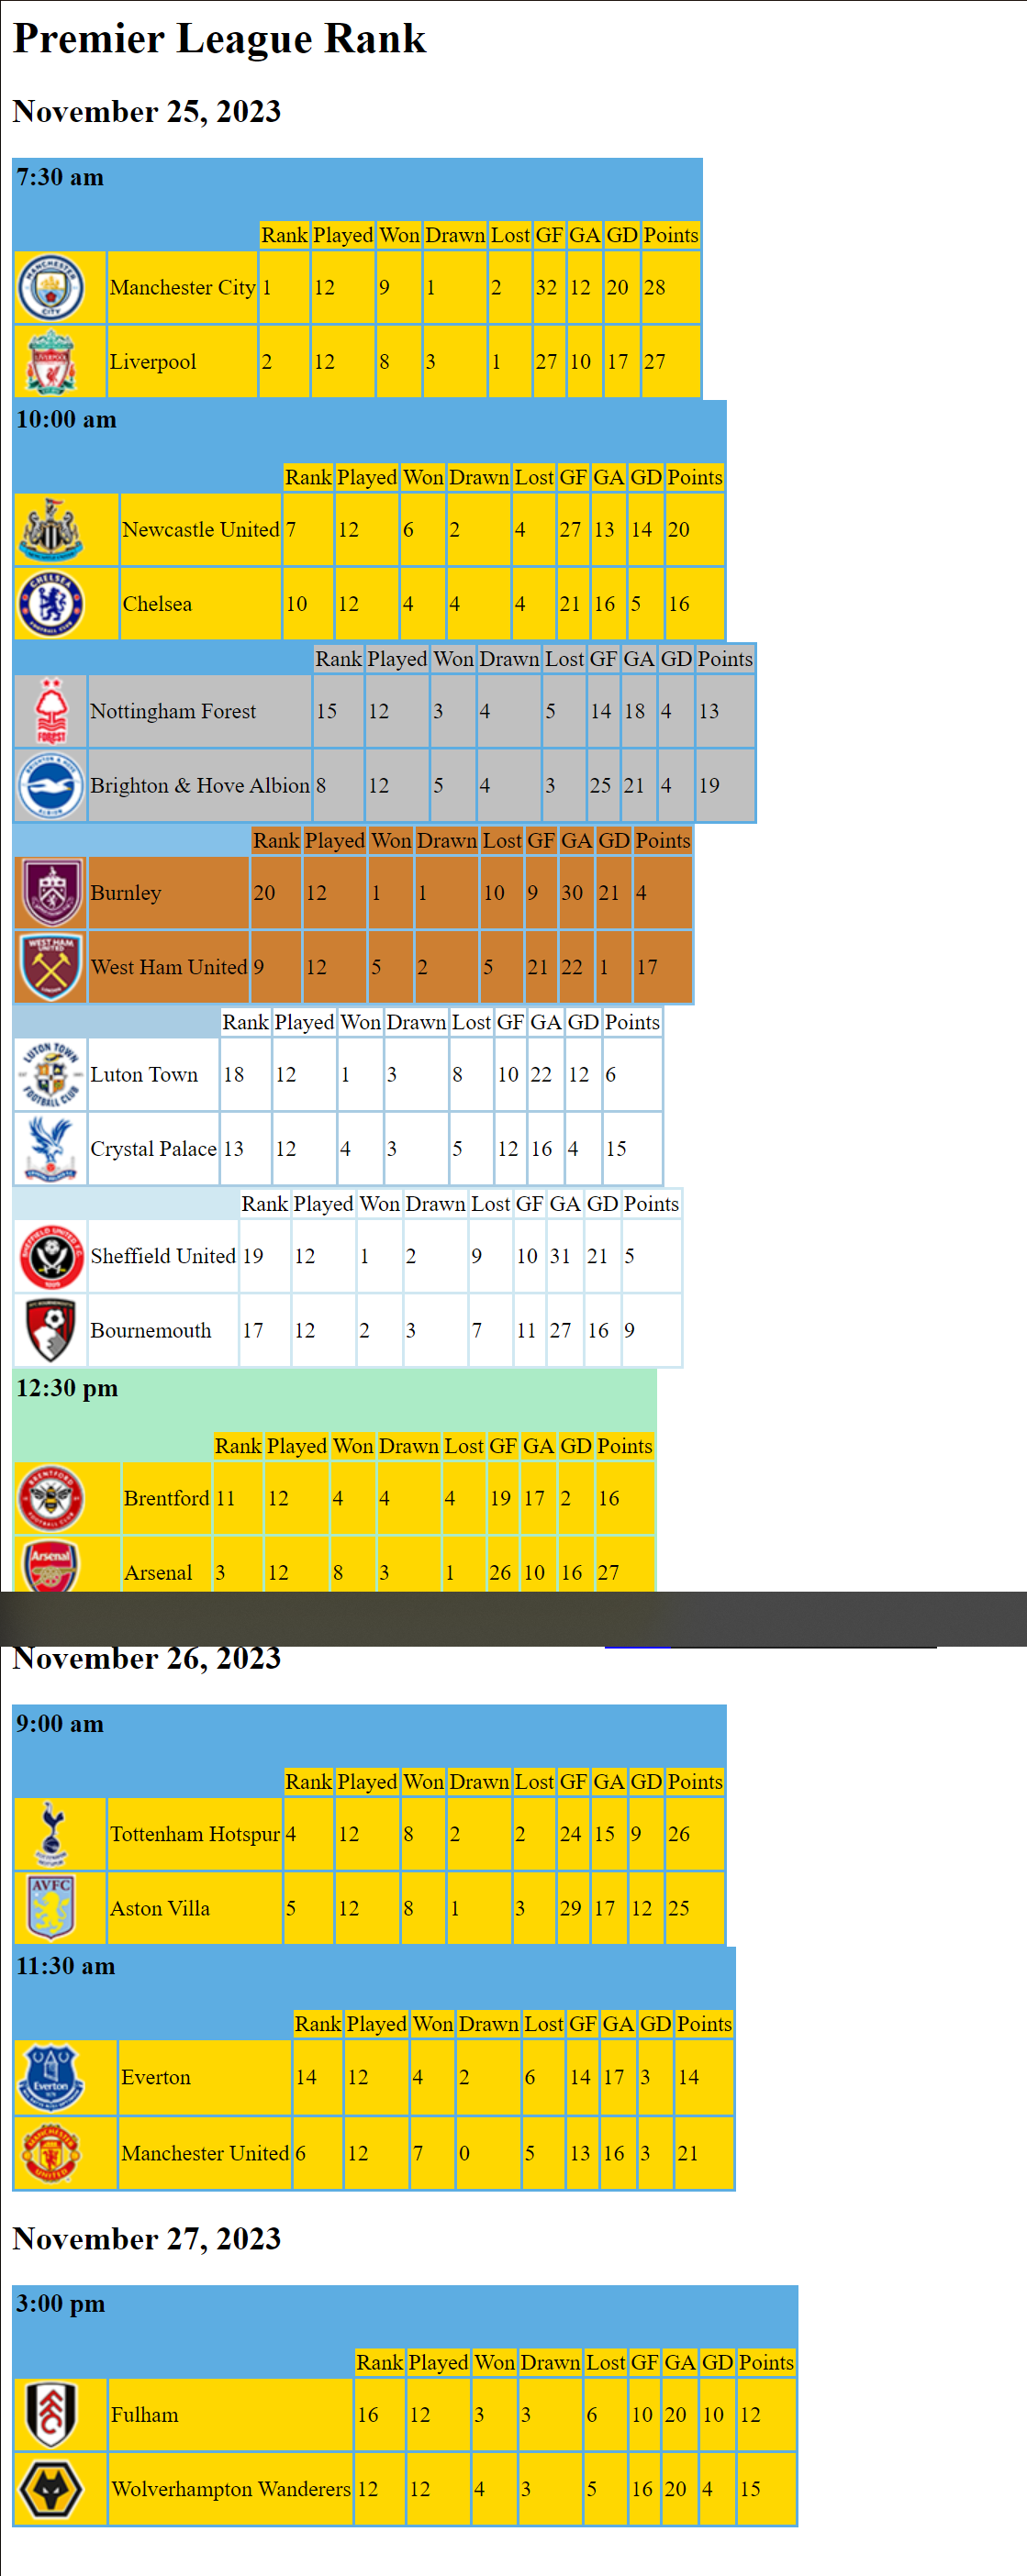 Premier League Rank
November 25, 2023
7:30 am
Rank Played Won Drawn Lost GF GA GD Points
Manchester City 1 12 9 1 2 32 12 20 28
Liverpool 2 12 8 3 1 27 10 17 27
10:00 am
Rank Played Won Drawn Lost GF GA GD Points
Newcastle United 7 12 6 2 4 27 13 14 20
Chelsea 10 12 4 4 4 21 16 5 16
Rank Played Won Drawn Lost GF GA GD Points
Nottingham Forest 15 12 3 4 5 14 18 4 13
Brighton & Hove Albion 8 12 5 4 3 25 21 4 19
Rank Played Won Drawn Lost GF GA GD Points
Burnley 20 12 1 1 10 9 30 21 4
West Ham United 9 12 5 2 5 21 22 1 17
Rank Played Won Drawn Lost GF GA GD Points
Luton Town 18 12 1 3 8 10 22 12 6
Crystal Palace 13 12 4 3 5 12 16 4 15
Rank Played Won Drawn Lost GF GA GD Points
Sheffield United 19 12 1 2 9 10 31 21 5
Bournemouth 17 12 2 3 7 11 27 16 9
12:30 pm
Rank Played Won Drawn Lost GF GA GD Points
Brentford 11 12 4 4 4 19 17 2 16
Arsenal 3 12 8 3 1 26 10 16 27
November 26, 2023
9:00 am
Rank Played Won Drawn Lost GF GA GD Points
Tottenham Hotspur 4 12 8 2 2 24 15 9 26
Aston Villa 5 12 8 1 3 29 17 12 25
11:30 am
Rank Played Won Drawn Lost GF GA GD Points
Everton 14 12 4 2 6 14 17 3 14
Manchester United 6 12 7 0 5 13 16 3 21
November 27, 2023
3:00 pm
Rank Played Won Drawn Lost GF GA GD Points
Fulham 16 12 3 3 6 10 20 10 12
Wolverhampton Wanderers 12 12 4 3 5 16 20 4 15